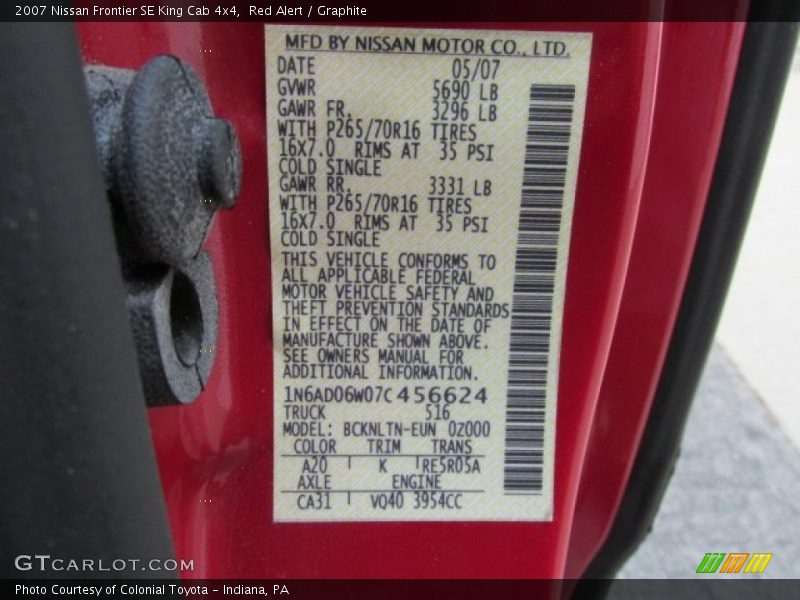 2007 Nissan Frontier SE King Cab 4x4, Red Alert / Graphite
MFD BY NISSAN MOTOR CO., LTD.
DATE 05/07
GVWR 5690 LB
GAWR FR. 3296 LB
WITH P265/70R16 TIRES
16X7.0 RIMS AT 35 PSI
COLD SINGLE
GAWR RR. 3331 LB
WITH P265/70R16 TIRES
16X7.0 RIMS AT 35 PSI
COLD SINGLE
THIS VEHICLE CONFORMS TO
ALL APPLICABLE FEDERAL
MOTOR VEHICLE SAFETY AND
THEFT PREVENTION STANDARDS
IN EFFECT ON THE DATE OF
MANUFACTURE SHOWN ABOVE.
SEE OWNERS MANUAL FOR
ADDITIONAL INFORMATION.
1N6AD06W07C456624
TRUCK 516
MODEL: BCKNLTN-EUN 0Z000
COLOR TRIM TRANS
A20 K RE5R05A
AXLE ENGINE
CA31 VQ40 3954CC
GTCARLOT.COM
Photo Courtesy of Colonial Toyota - Indiana, PA